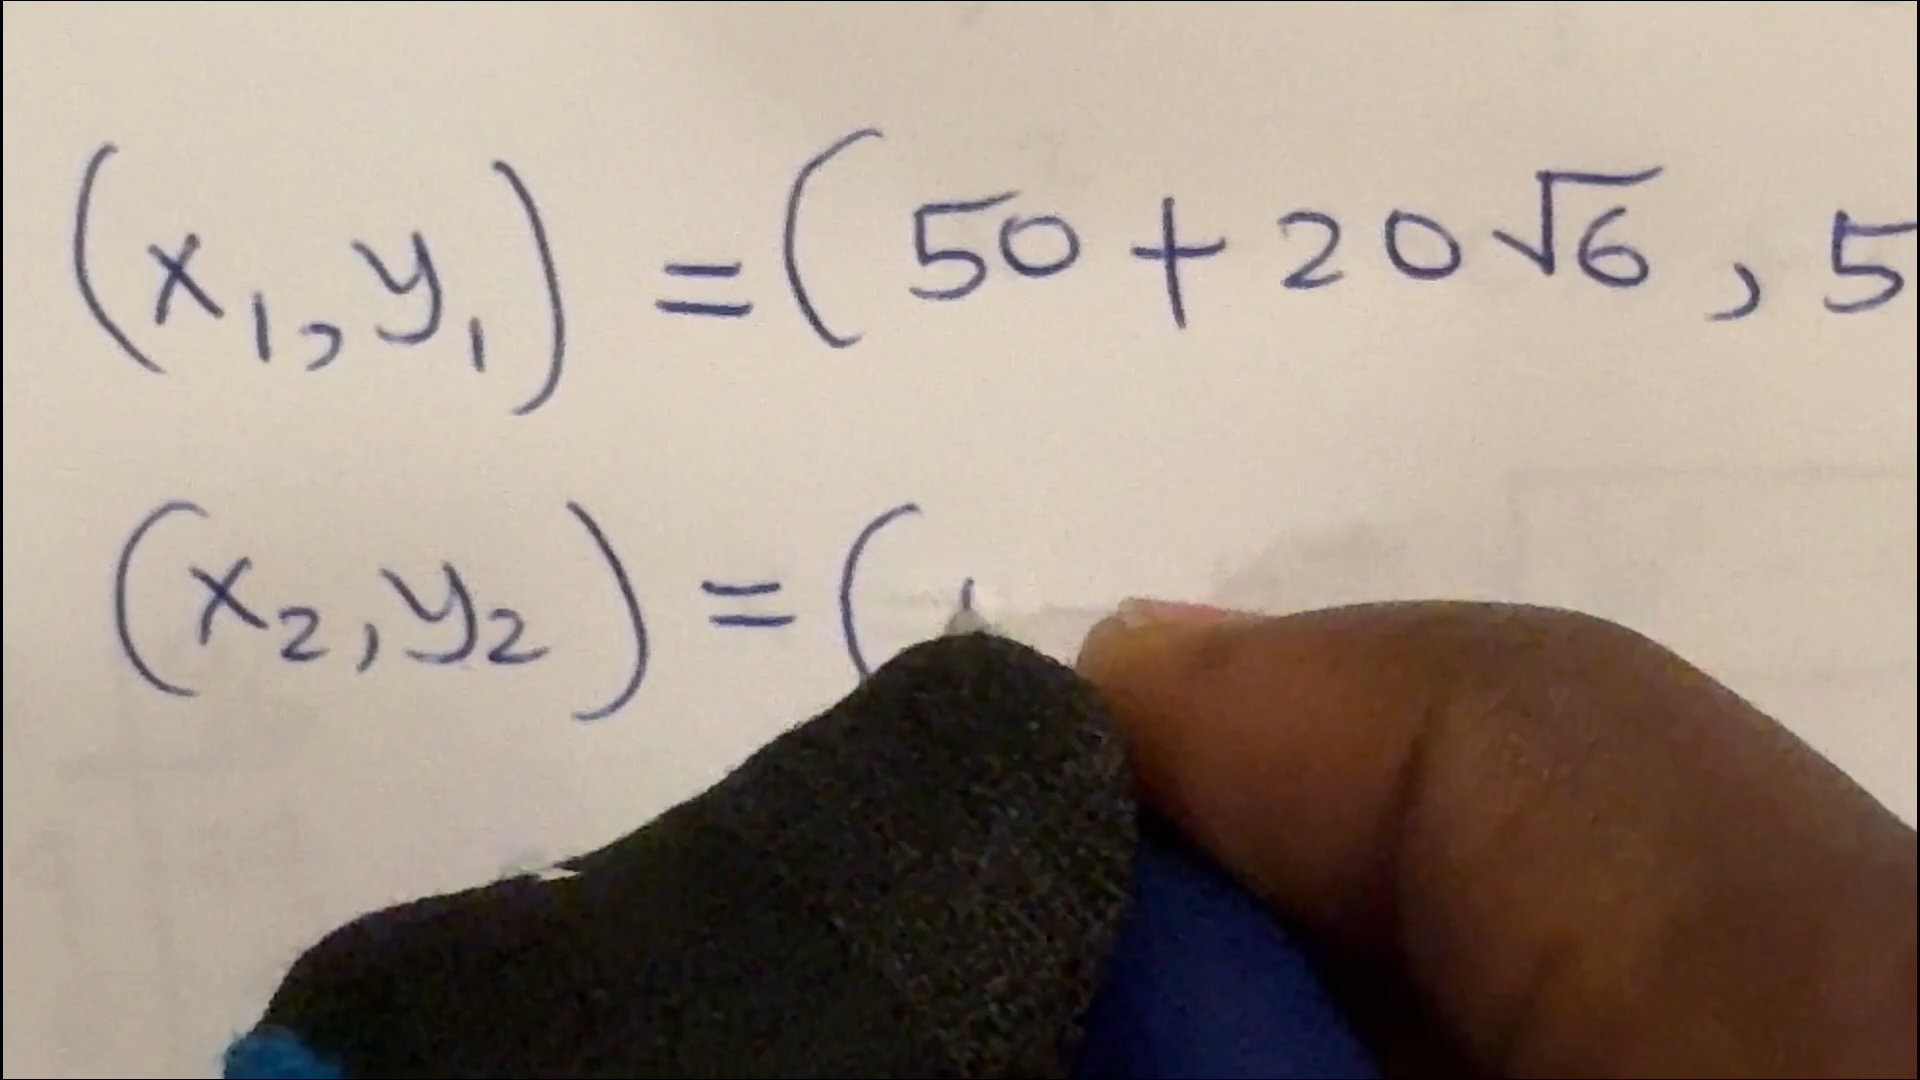 (x₁, y₁) = (50 + 20√6, 5
(x₂, y₂) = (